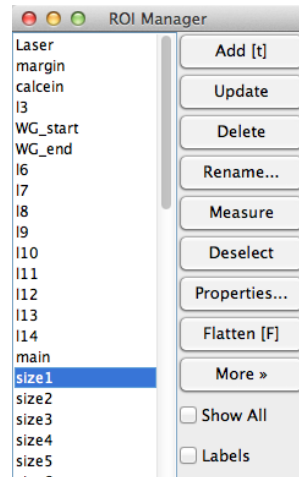 ROI Manager
Laser
margin
calcein
l3
WG_start
WG_end
l6
l7
l8
l9
l10
l11
l12
l13
l14
main
size1
size2
size3
size4
size5
Add [t]
Update
Delete
Rename...
Measure
Deselect
Properties...
Flatten [F]
More »
Show All
Labels